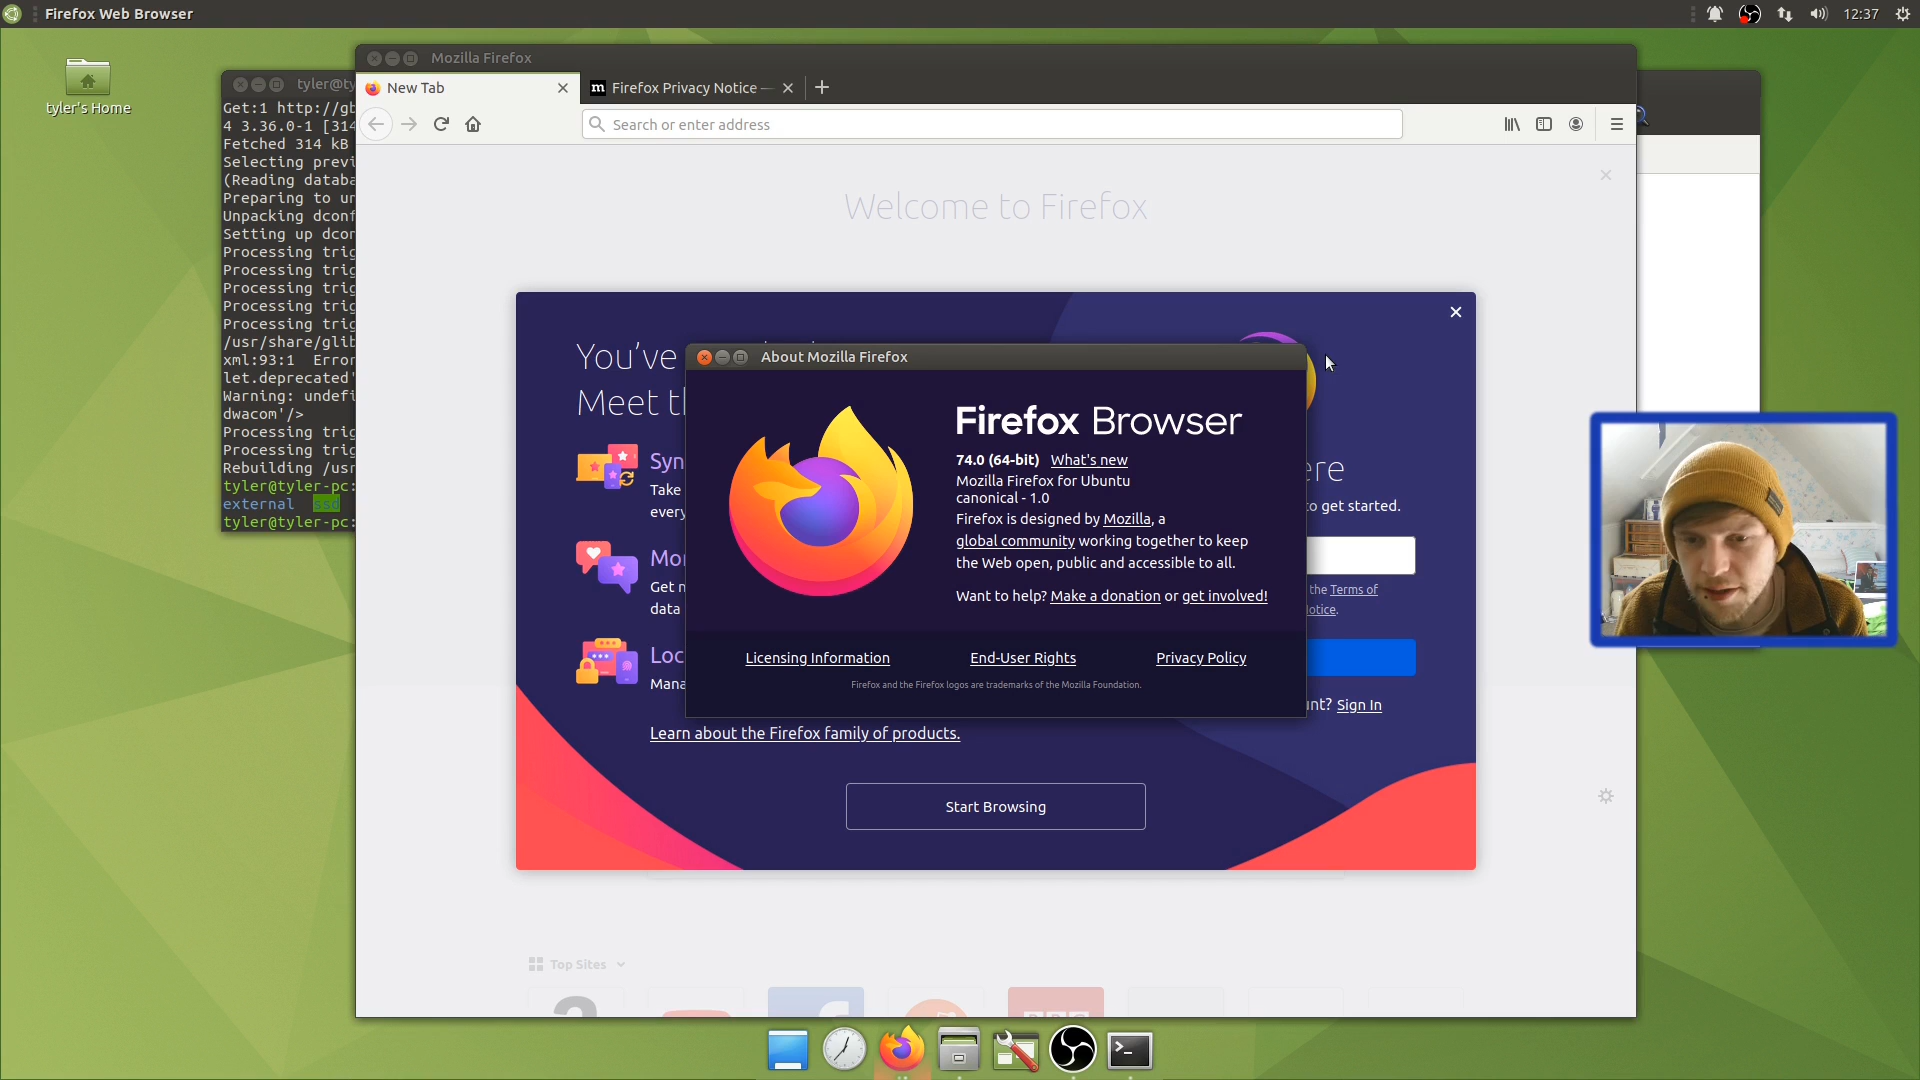 Firefox Web Browser
12:37
tyler's Home
Mozilla Firefox
tyler@ty
New Tab
Firefox Privacy Notice —
Search or enter address
Get:1 http://gb
4 3.36.0-1 [314
Fetched 314 kB
Selecting previ
(Reading databa
Preparing to un
Unpacking dconf
Setting up dcon
Processing trig
Processing trig
Processing trig
Processing trig
Processing trig
/usr/share/glib
xml:93:1 Error
let.deprecated'
Warning: undefi
dwacom'/>
Processing trig
Processing trig
Rebuilding /usr
tyler@tyler-pc:
external ssd
tyler@tyler-pc:
Welcome to Firefox
You've
Meet t
Syn
Take
every
Mon
Get n
data
Loc
Mana
Learn about the Firefox family of products.
Start Browsing
ere
to get started.
the Terms of
otice.
unt? Sign In
About Mozilla Firefox
Firefox Browser
74.0 (64-bit) What's new
Mozilla Firefox for Ubuntu
canonical - 1.0
Firefox is designed by Mozilla, a
global community working together to keep
the Web open, public and accessible to all.
Want to help? Make a donation or get involved!
Licensing Information End-User Rights Privacy Policy
Firefox and the Firefox logos are trademarks of the Mozilla Foundation.
Top Sites